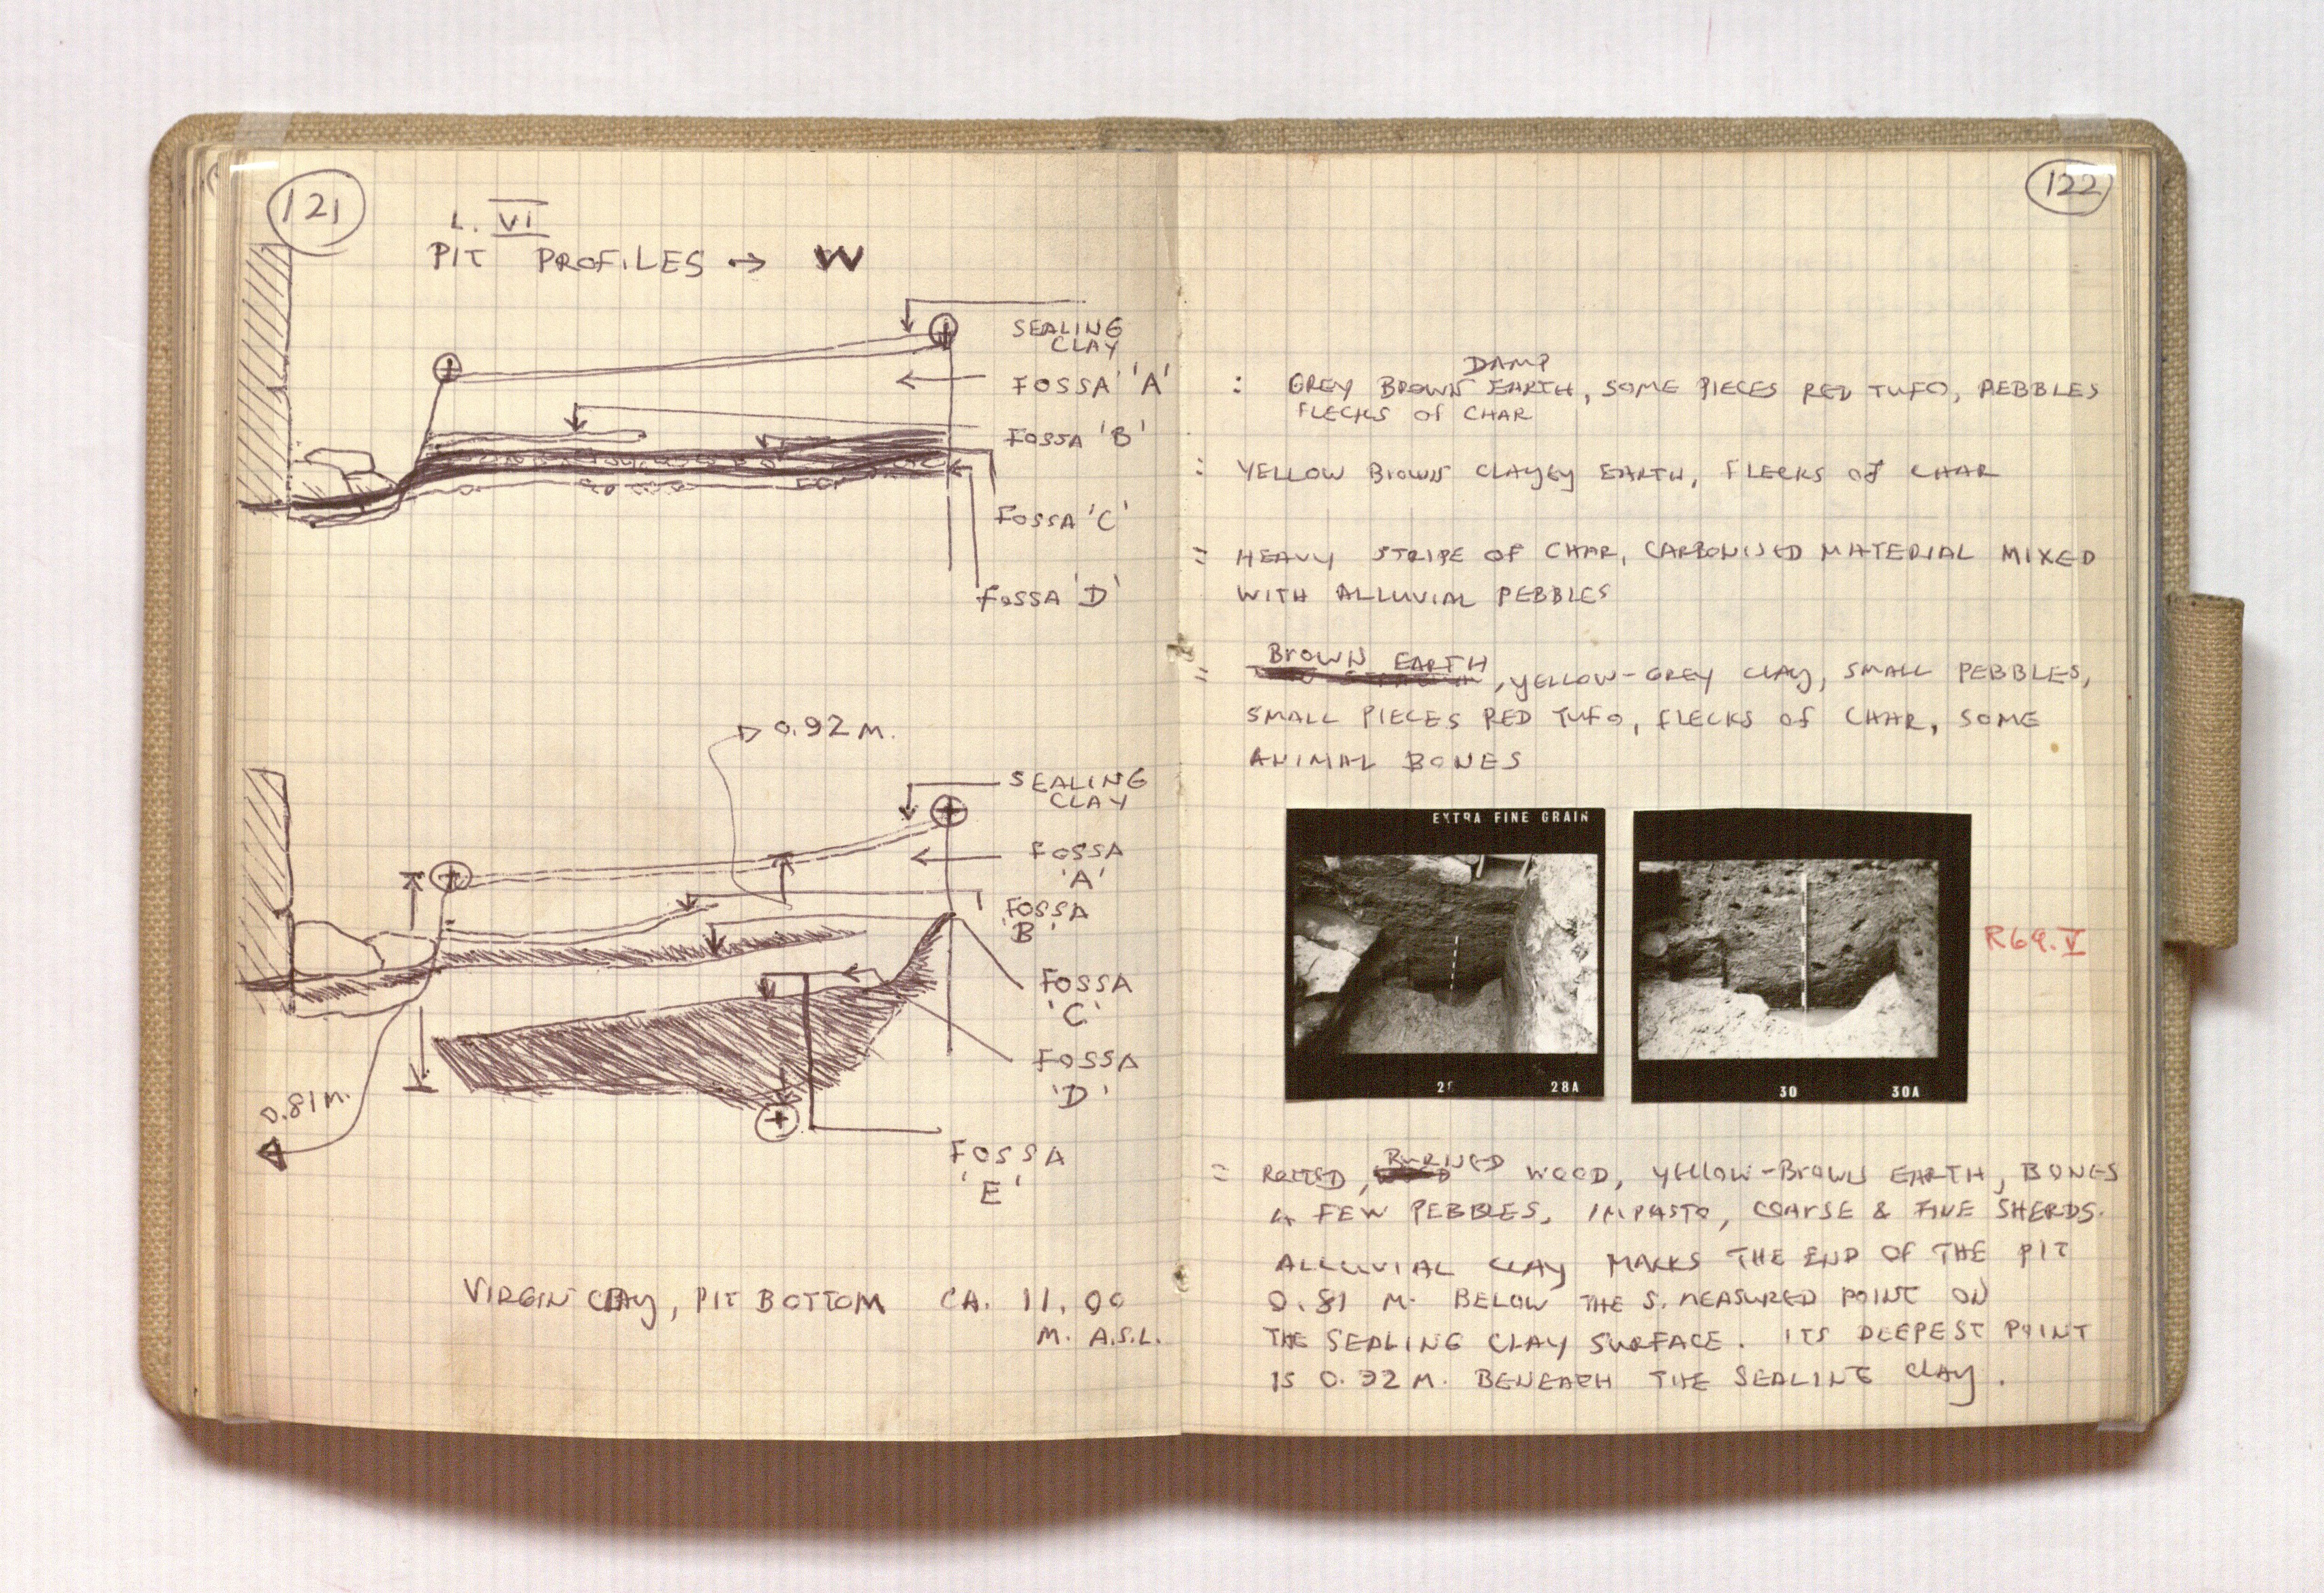 121
L. VI
PIT PROFILES → W
SEALING
CLAY
FOSSA 'A'
FOSSA 'B'
FOSSA 'C'
FOSSA 'D'
0.92 M.
SEALING
CLAY
FOSSA
'A'
FOSSA
'B'
FOSSA
'C'
FOSSA
'D'
0.81 M.
FOSSA
'E'
VIRGIN CLAY, PIT BOTTOM CA. 11.00
M. A.S.L.
122
DAMP
: GREY BROWN EARTH, SOME PIECES RED TUFO, PEBBLES
FLECKS OF CHAR
: YELLOW BROWN CLAYEY EARTH, FLECKS OF CHAR
= HEAVY STRIPE OF CHAR, CARBONISED MATERIAL MIXED
WITH ALLUVIAL PEBBLES
BROWN EARTH
= , YELLOW-GREY CLAY, SMALL PEBBLES,
SMALL PIECES RED TUFO, FLECKS OF CHAR, SOME
ANIMAL BONES
EXTRA FINE GRAIN
28A
30
30A
R69.V
BURNED
= ROTTED, WOOD, YELLOW-BROWN EARTH, BONES
A FEW PEBBLES, IMPASTO, COARSE & FINE SHERDS.
ALLUVIAL CLAY MARKS THE END OF THE PIT
0.81 M. BELOW THE S. MEASURED POINT ON
THE SEALING CLAY SURFACE. ITS DEEPEST POINT
IS 0.92 M. BENEATH THE SEALING CLAY.